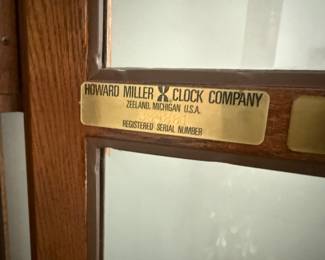 HOWARD MILLER CLOCK COMPANY
ZEELAND, MICHIGAN U.S.A.
REGISTERED SERIAL NUMBER